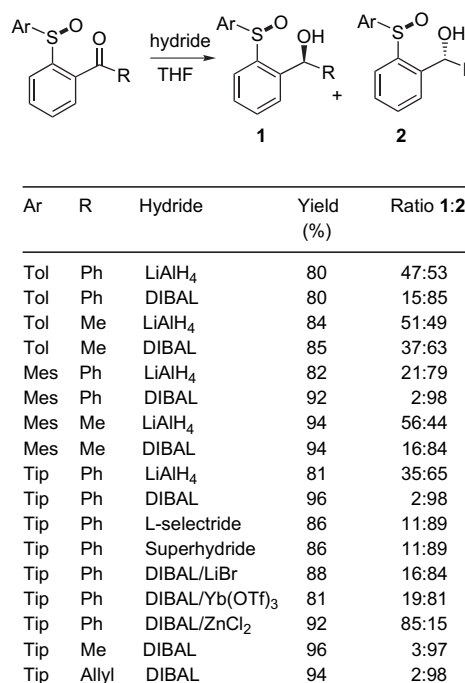 Ar S O O R
hydride
THF
Ar S O OH R
+
Ar S O OH
1 2
Ar R Hydride Yield (%) Ratio 1:2
Tol Ph LiAlH4 80 47:53
Tol Ph DIBAL 80 15:85
Tol Me LiAlH4 84 51:49
Tol Me DIBAL 85 37:63
Mes Ph LiAlH4 82 21:79
Mes Ph DIBAL 92 2:98
Mes Me LiAlH4 94 56:44
Mes Me DIBAL 94 16:84
Tip Ph LiAlH4 81 35:65
Tip Ph DIBAL 96 2:98
Tip Ph L-selectride 86 11:89
Tip Ph Superhydride 86 11:89
Tip Ph DIBAL/LiBr 88 16:84
Tip Ph DIBAL/Yb(OTf)3 81 19:81
Tip Ph DIBAL/ZnCl2 92 85:15
Tip Me DIBAL 96 3:97
Tip Allyl DIBAL 94 2:98